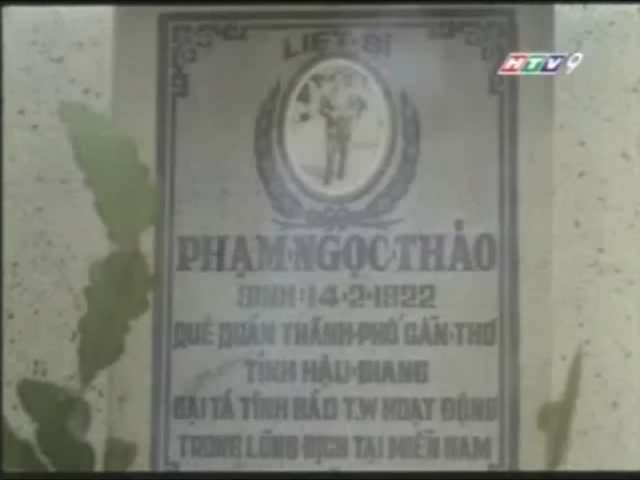 HTV9
LIỆT-SĨ
PHẠM·NGỌC·THẢO
SINH:14·2·1922
QUÊ QUÁN THÀNH·PHỐ CẦN·THƠ
TỈNH HẬU·GIANG
ĐẠI TÁ TÌNH BÁO T.W HOẠT ĐỘNG
TRONG LÒNG ĐỊCH TẠI MIỀN NAM